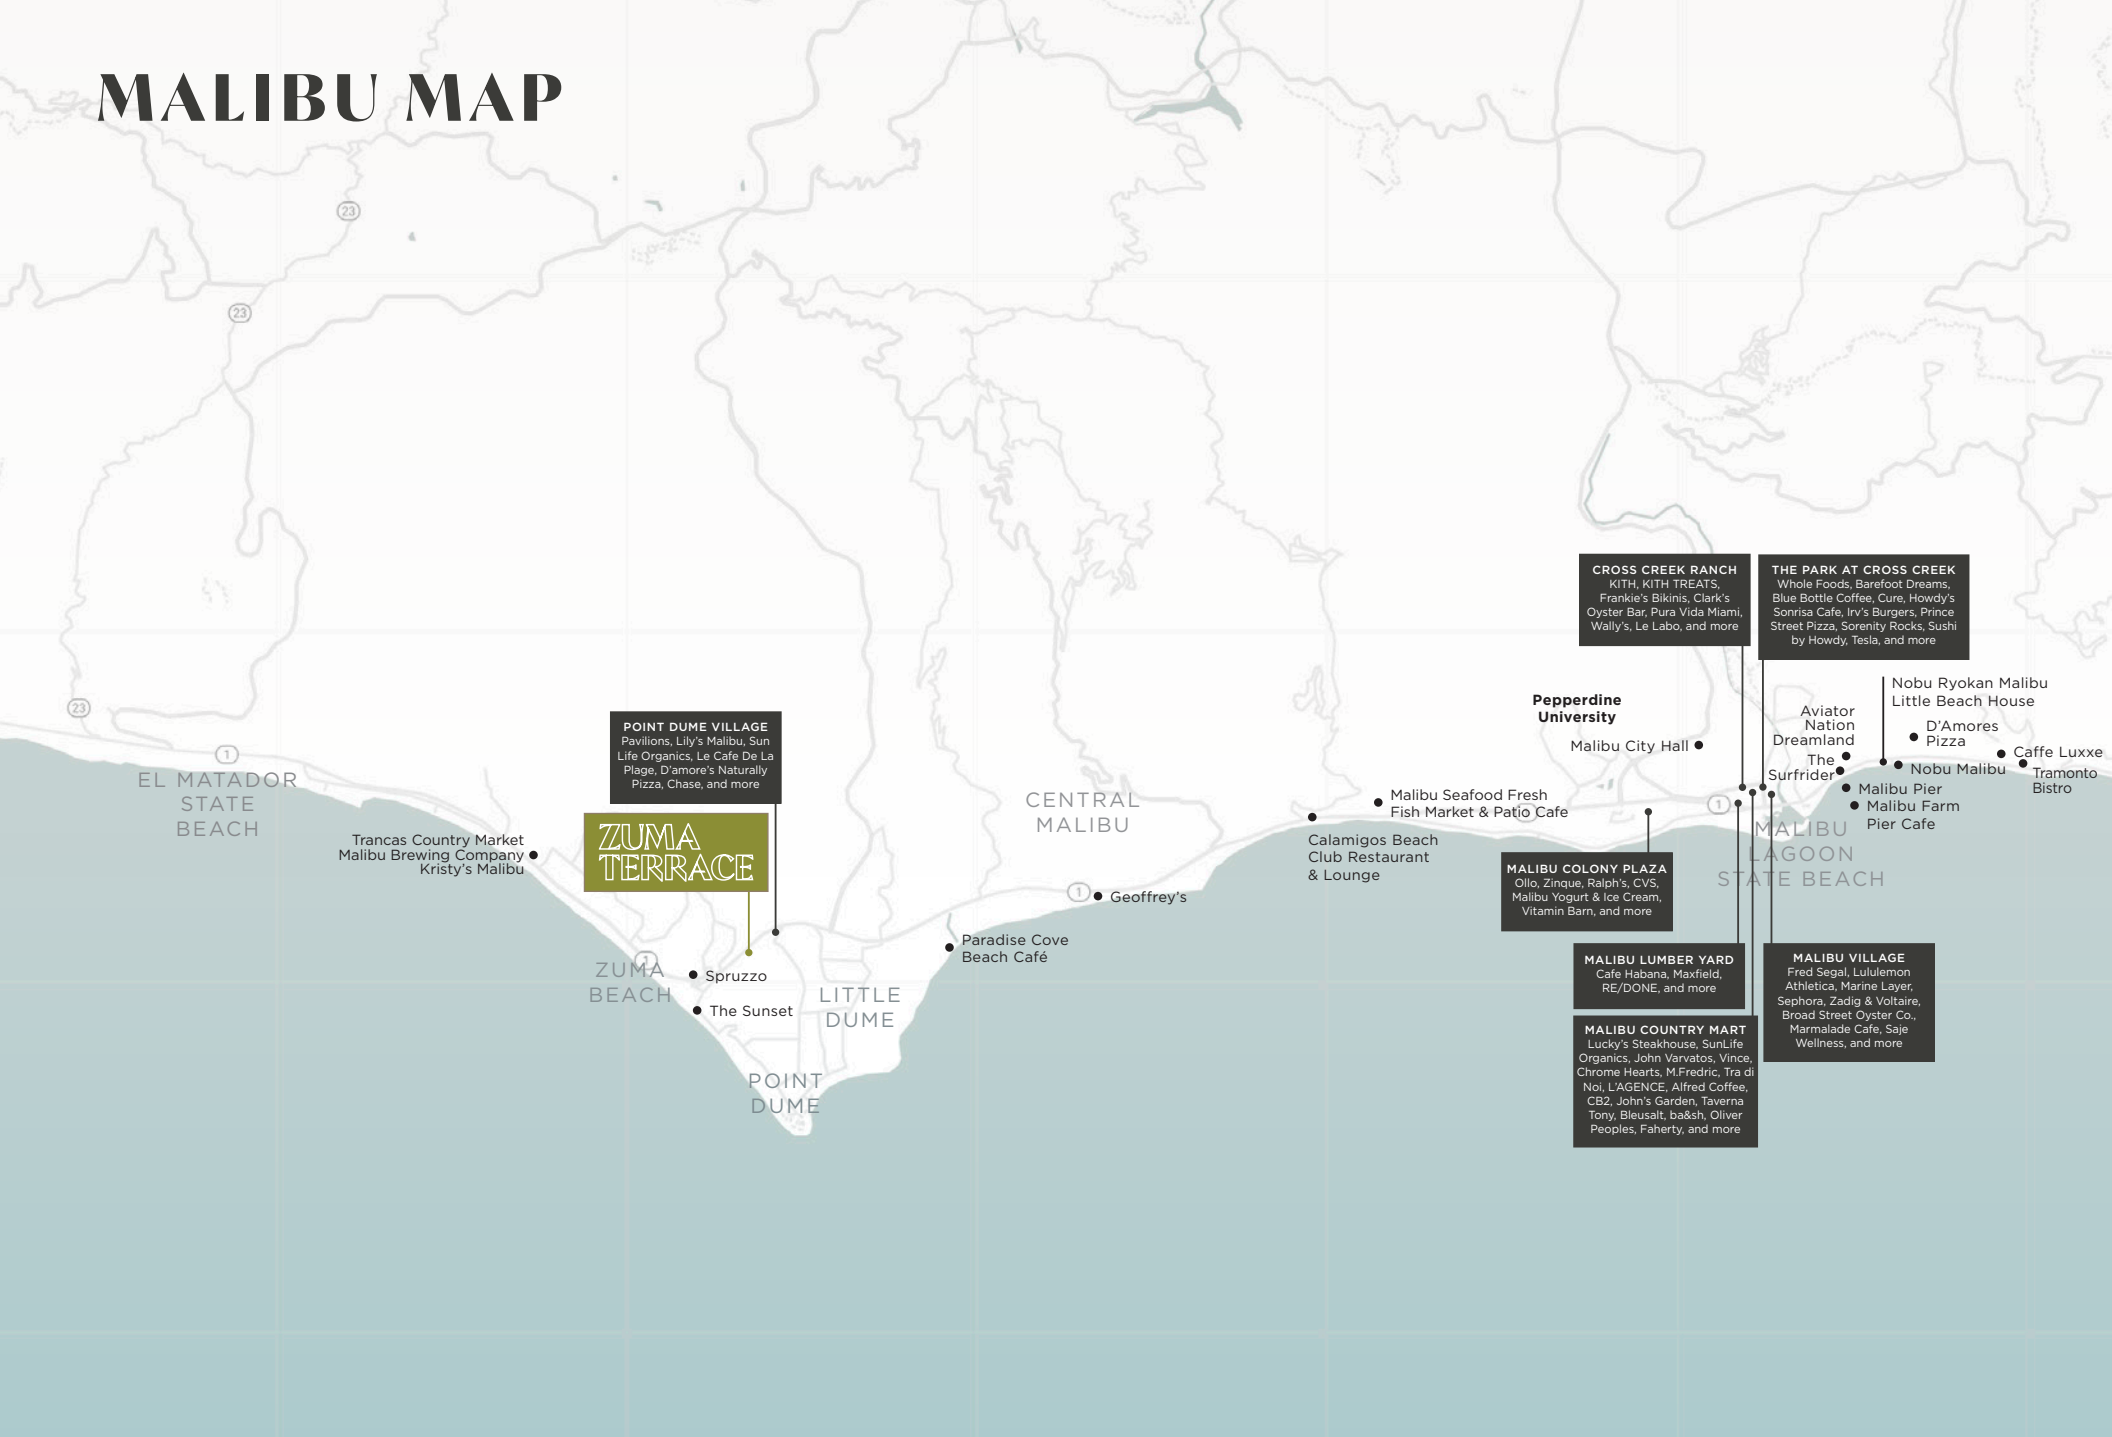 MALIBU MAP
23
23
23
1
EL MATADOR
STATE
BEACH
Trancas Country Market
Malibu Brewing Company
Kristy's Malibu
POINT DUME VILLAGE
Pavilions, Lily's Malibu, Sun
Life Organics, Le Cafe De La
Plage, D'amore's Naturally
Pizza, Chase, and more
ZUMA
TERRACE
1
ZUMA
BEACH
Spruzzo
The Sunset
LITTLE
DUME
POINT
DUME
Paradise Cove
Beach Café
CENTRAL
MALIBU
1
Geoffrey's
Calamigos Beach
Club Restaurant
& Lounge
Malibu Seafood Fresh
Fish Market & Patio Cafe
1
Pepperdine
University
Malibu City Hall
CROSS CREEK RANCH
KITH, KITH TREATS,
Frankie's Bikinis, Clark's
Oyster Bar, Pura Vida Miami,
Wally's, Le Labo, and more
THE PARK AT CROSS CREEK
Whole Foods, Barefoot Dreams,
Blue Bottle Coffee, Cure, Howdy's
Sonrisa Cafe, Irv's Burgers, Prince
Street Pizza, Sorenity Rocks, Sushi
by Howdy, Tesla, and more
Nobu Ryokan Malibu
Little Beach House
Aviator
Nation
Dreamland
The
Surfrider
D'Amores
Pizza
Caffe Luxxe
Nobu Malibu
Tramonto
Bistro
Malibu Pier
Malibu Farm
Pier Cafe
1
MALIBU
LAGOON
STATE BEACH
MALIBU COLONY PLAZA
Ollo, Zinque, Ralph's, CVS,
Malibu Yogurt & Ice Cream,
Vitamin Barn, and more
MALIBU LUMBER YARD
Cafe Habana, Maxfield,
RE/DONE, and more
MALIBU VILLAGE
Fred Segal, Lululemon
Athletica, Marine Layer,
Sephora, Zadig & Voltaire,
Broad Street Oyster Co.,
Marmalade Cafe, Saje
Wellness, and more
MALIBU COUNTRY MART
Lucky's Steakhouse, SunLife
Organics, John Varvatos, Vince,
Chrome Hearts, M.Fredric, Tra di
Noi, L'AGENCE, Alfred Coffee,
CB2, John's Garden, Taverna
Tony, Bleusalt, ba&sh, Oliver
Peoples, Faherty, and more